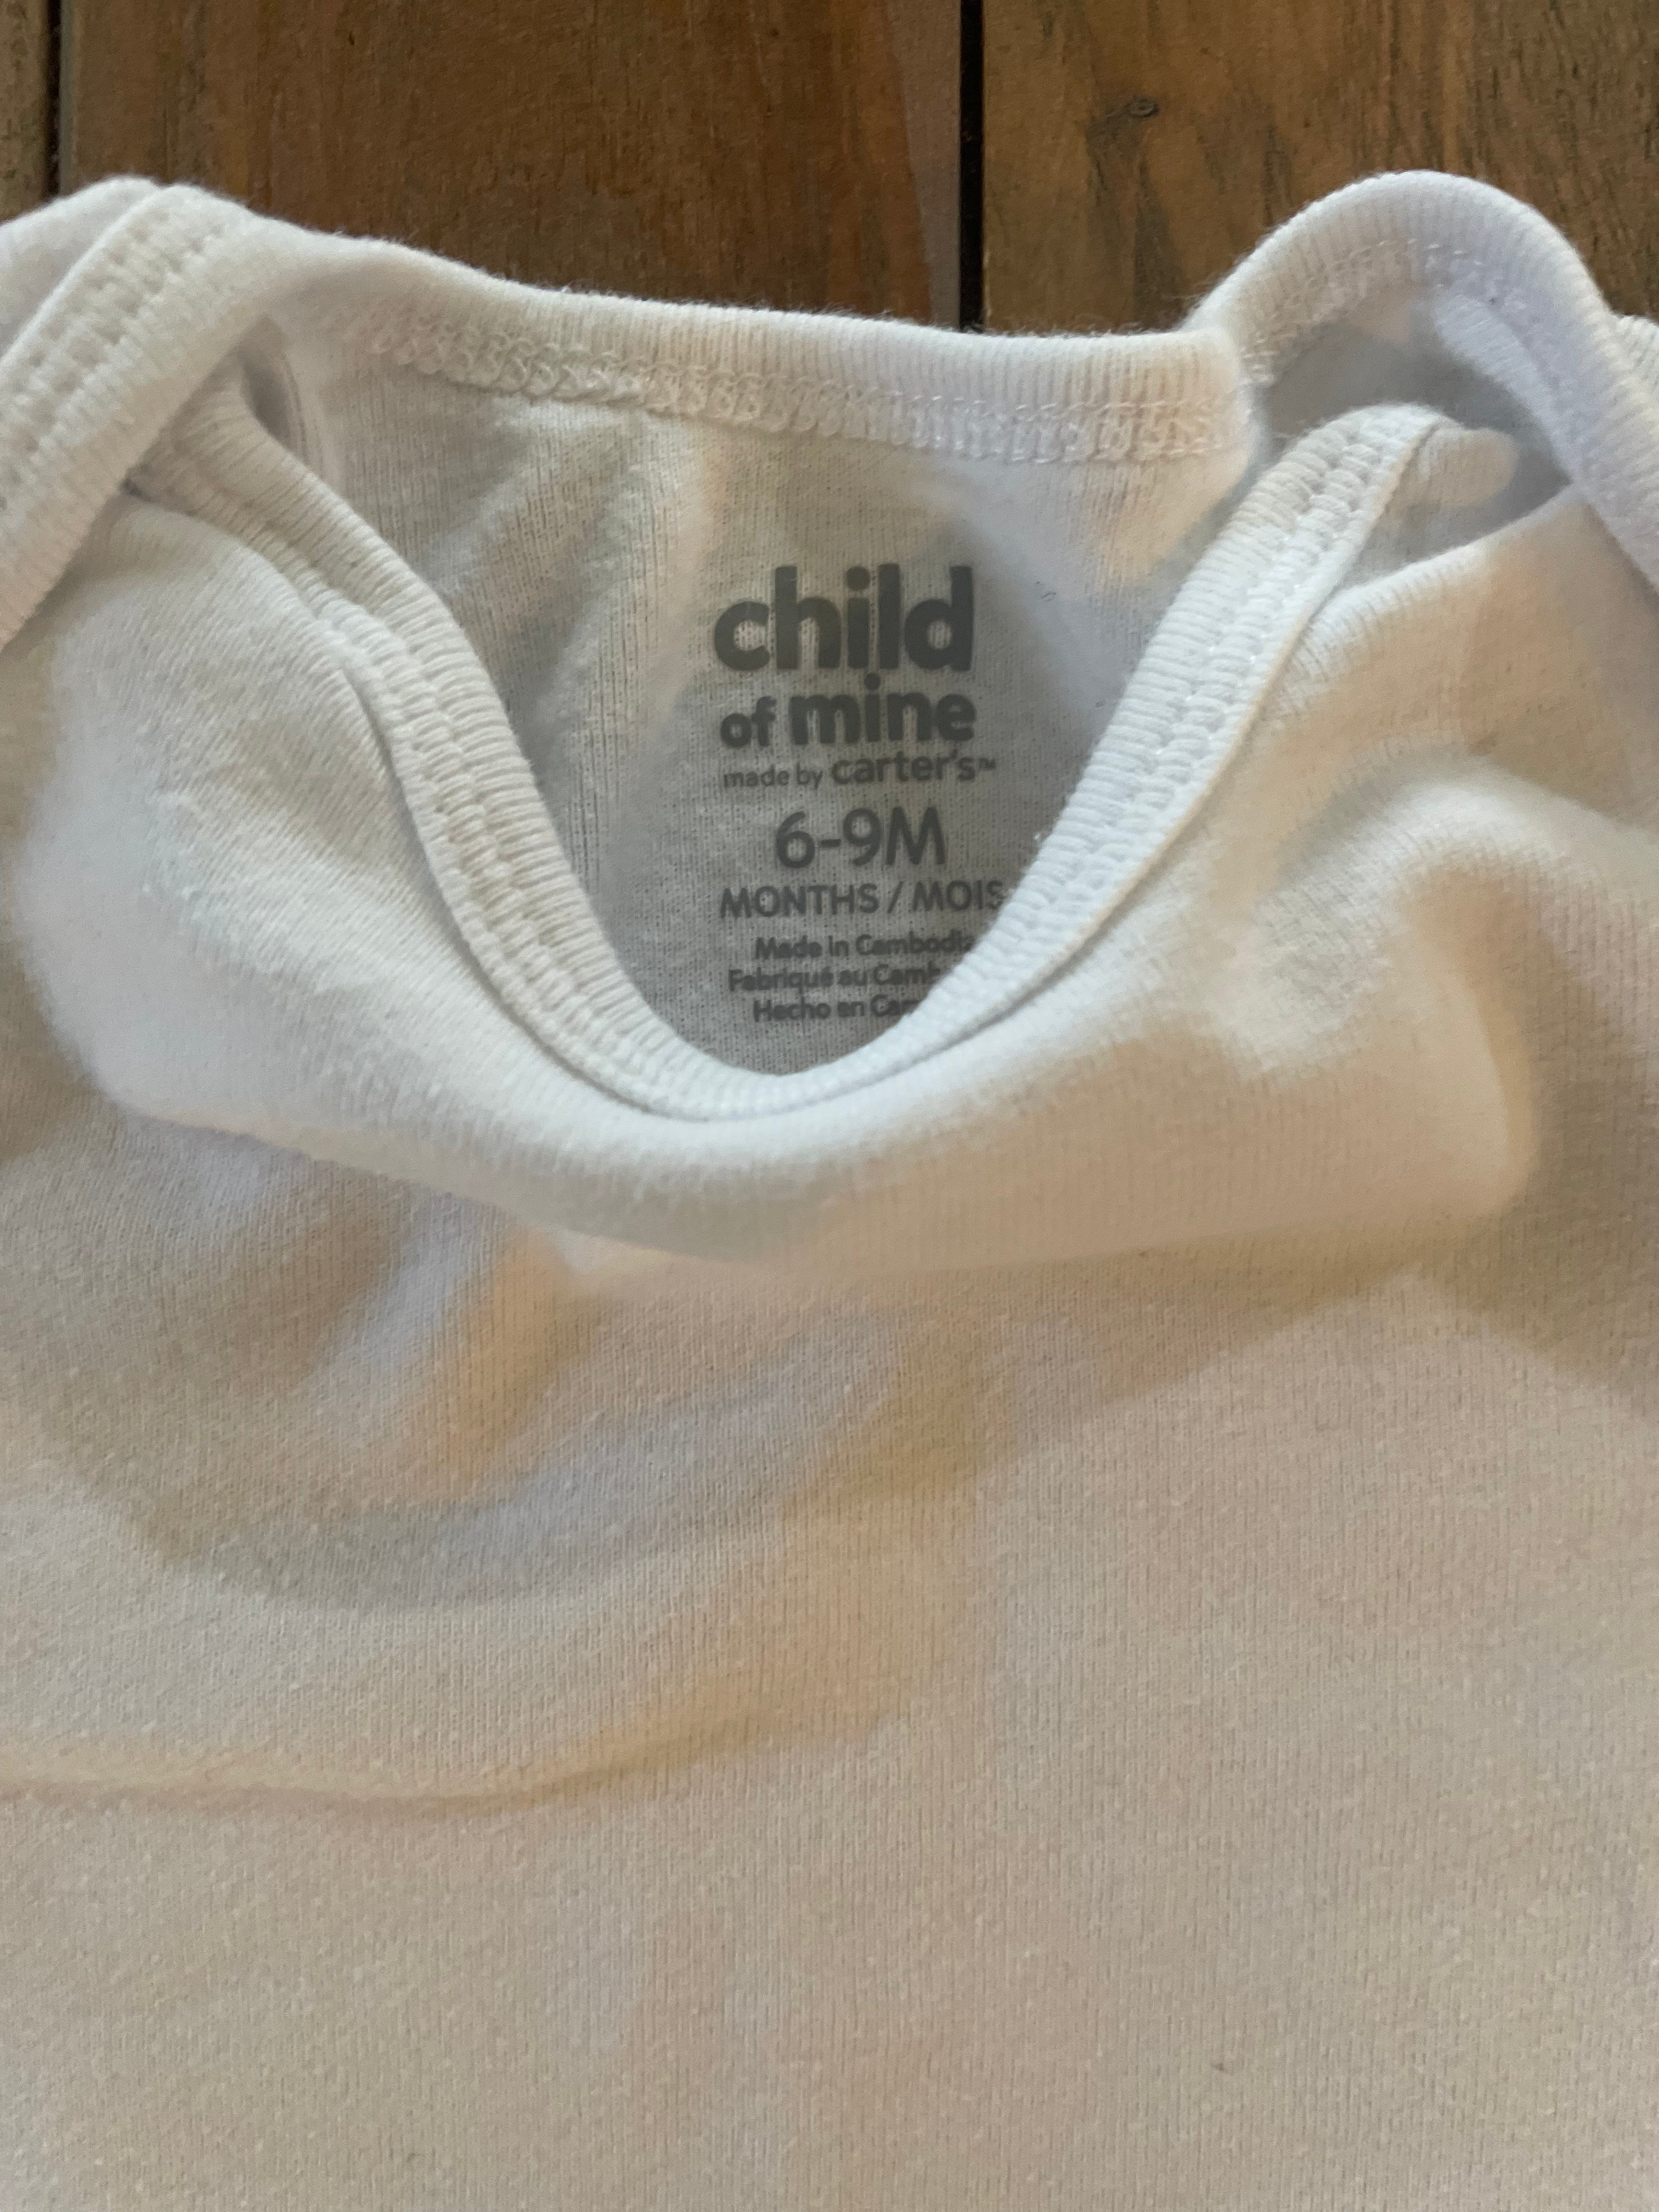 child
of mine
made by carter's™
6-9M
MONTHS / MOIS
Made in Cambodia
Fabriqué au
Hecho en